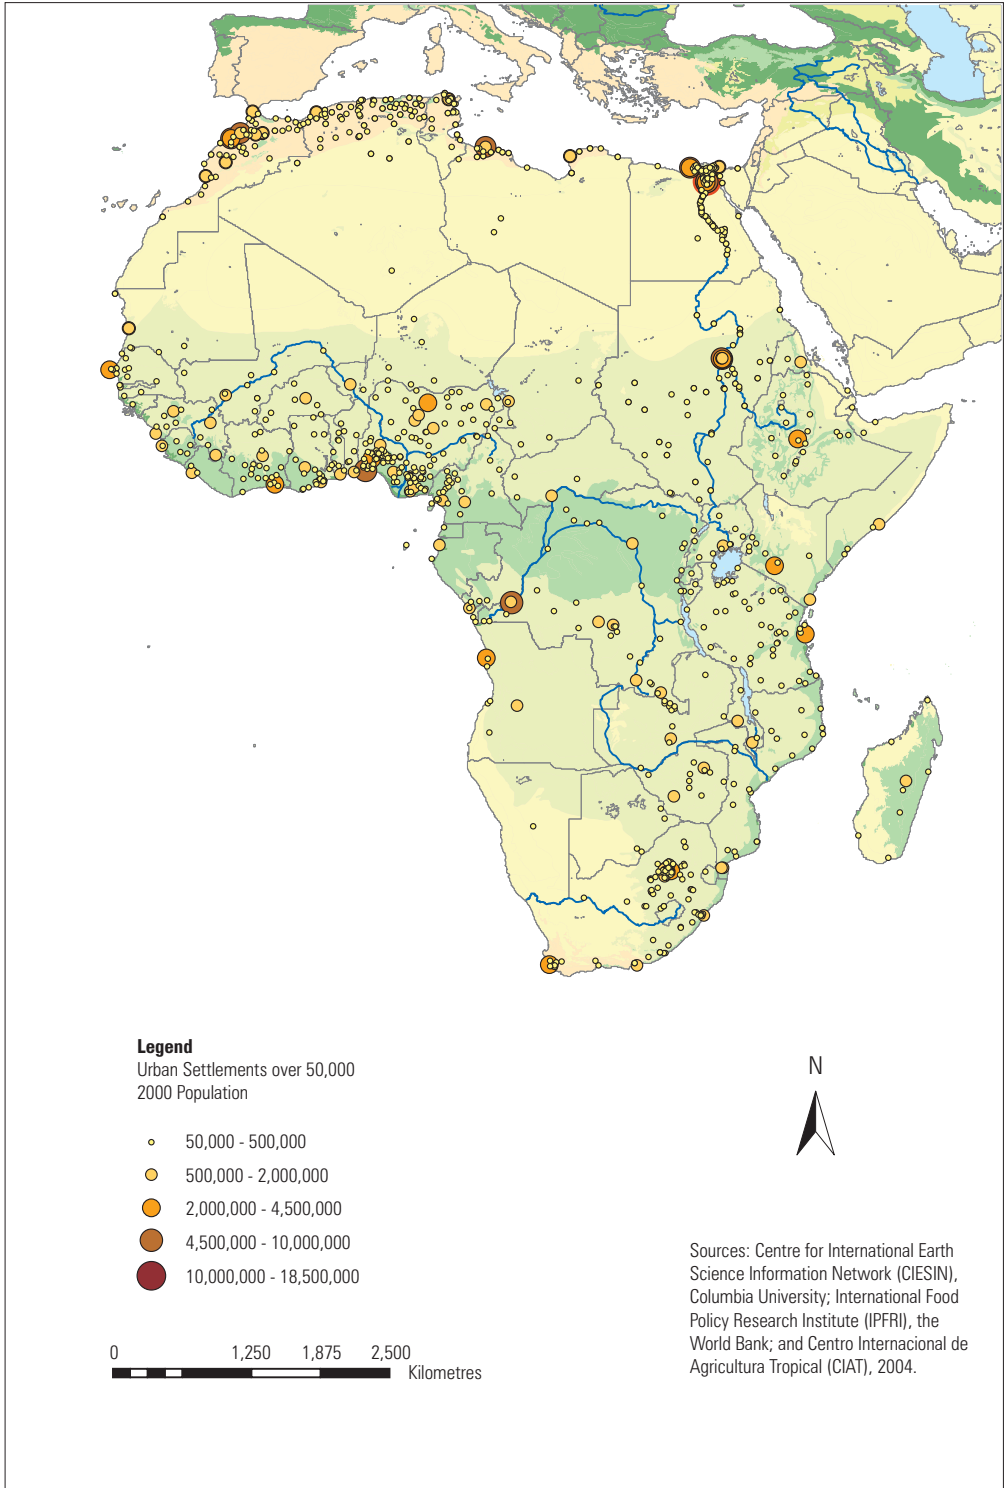 Legend
Urban Settlements over 50,000
2000 Population
50,000 - 500,000
500,000 - 2,000,000
2,000,000 - 4,500,000
4,500,000 - 10,000,000
10,000,000 - 18,500,000
0 1,250 1,875 2,500
Kilometres
N
Sources: Centre for International Earth
Science Information Network (CIESIN),
Columbia University; International Food
Policy Research Institute (IPFRI), the
World Bank; and Centro Internacional de
Agricultura Tropical (CIAT), 2004.